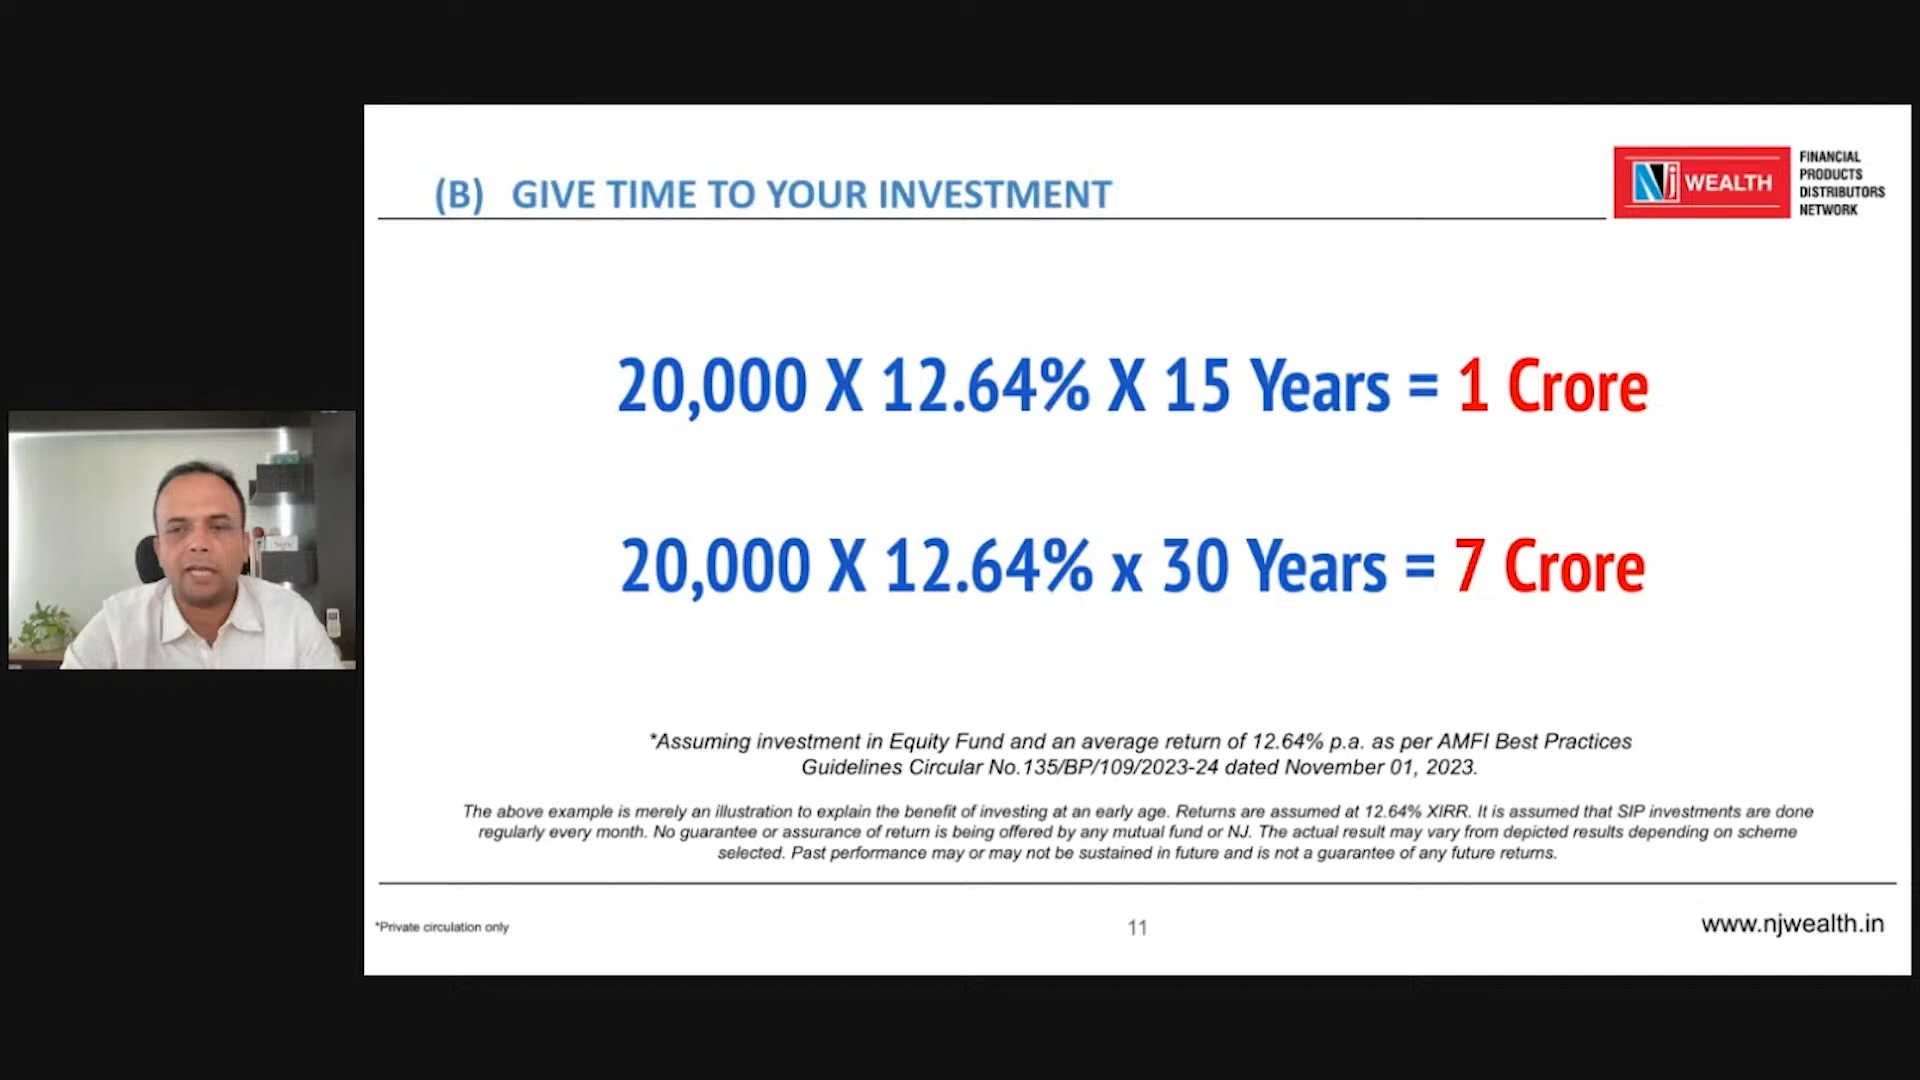 (B) GIVE TIME TO YOUR INVESTMENT
Nj WEALTH
FINANCIAL
PRODUCTS
DISTRIBUTORS
NETWORK
20,000 X 12.64% X 15 Years = 1 Crore
20,000 X 12.64% x 30 Years = 7 Crore
*Assuming investment in Equity Fund and an average return of 12.64% p.a. as per AMFI Best Practices
Guidelines Circular No.135/BP/109/2023-24 dated November 01, 2023.
The above example is merely an illustration to explain the benefit of investing at an early age. Returns are assumed at 12.64% XIRR. It is assumed that SIP investments are done
regularly every month. No guarantee or assurance of return is being offered by any mutual fund or NJ. The actual result may vary from depicted results depending on scheme
selected. Past performance may or may not be sustained in future and is not a guarantee of any future returns.
*Private circulation only
11
www.njwealth.in